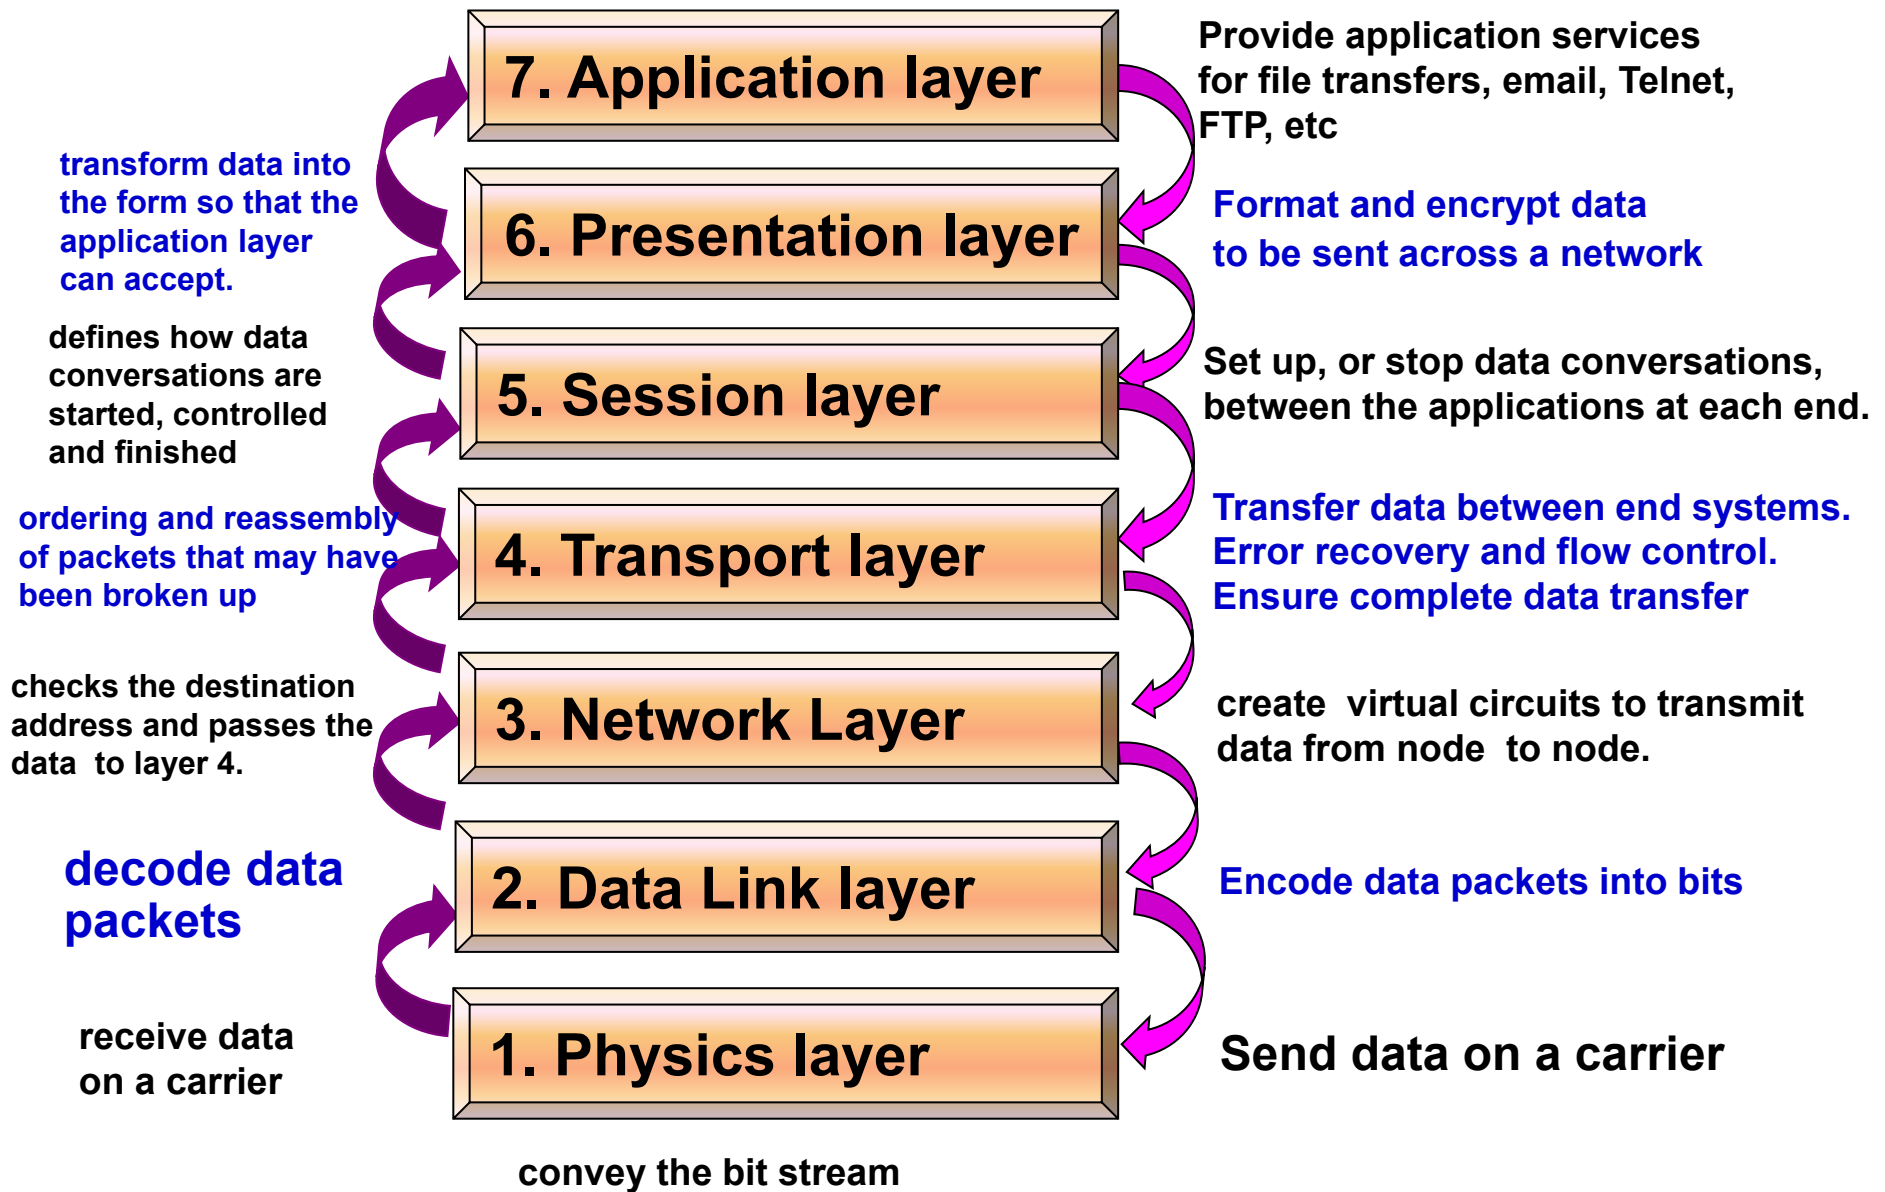 7. Application layer
Provide application services
for file transfers, email, Telnet,
FTP, etc
transform data into
the form so that the
application layer
can accept.
6. Presentation layer
Format and encrypt data
to be sent across a network
defines how data
conversations are
started, controlled
and finished
5. Session layer
Set up, or stop data conversations,
between the applications at each end.
ordering and reassembly
of packets that may have
been broken up
4. Transport layer
Transfer data between end systems.
Error recovery and flow control.
Ensure complete data transfer
checks the destination
address and passes the
data to layer 4.
3. Network Layer
create virtual circuits to transmit
data from node to node.
decode data
packets
2. Data Link layer
Encode data packets into bits
receive data
on a carrier
1. Physics layer
Send data on a carrier
convey the bit stream